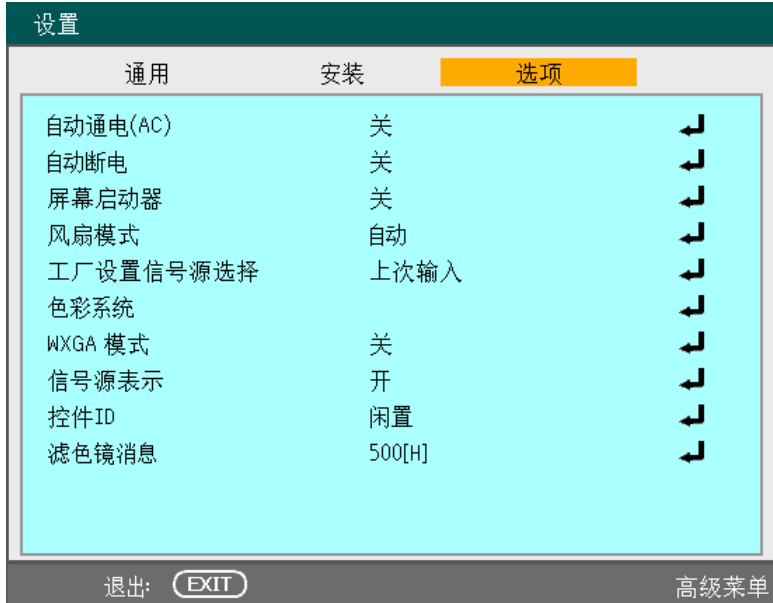 设置
通用 安装 选项
自动通电(AC) 关
自动断电 关
屏幕启动器 关
风扇模式 自动
工厂设置信号源选择 上次输入
色彩系统
WXGA 模式 关
信号源表示 开
控件ID 闲置
滤色镜消息 500[H]
退出: EXIT 高级菜单